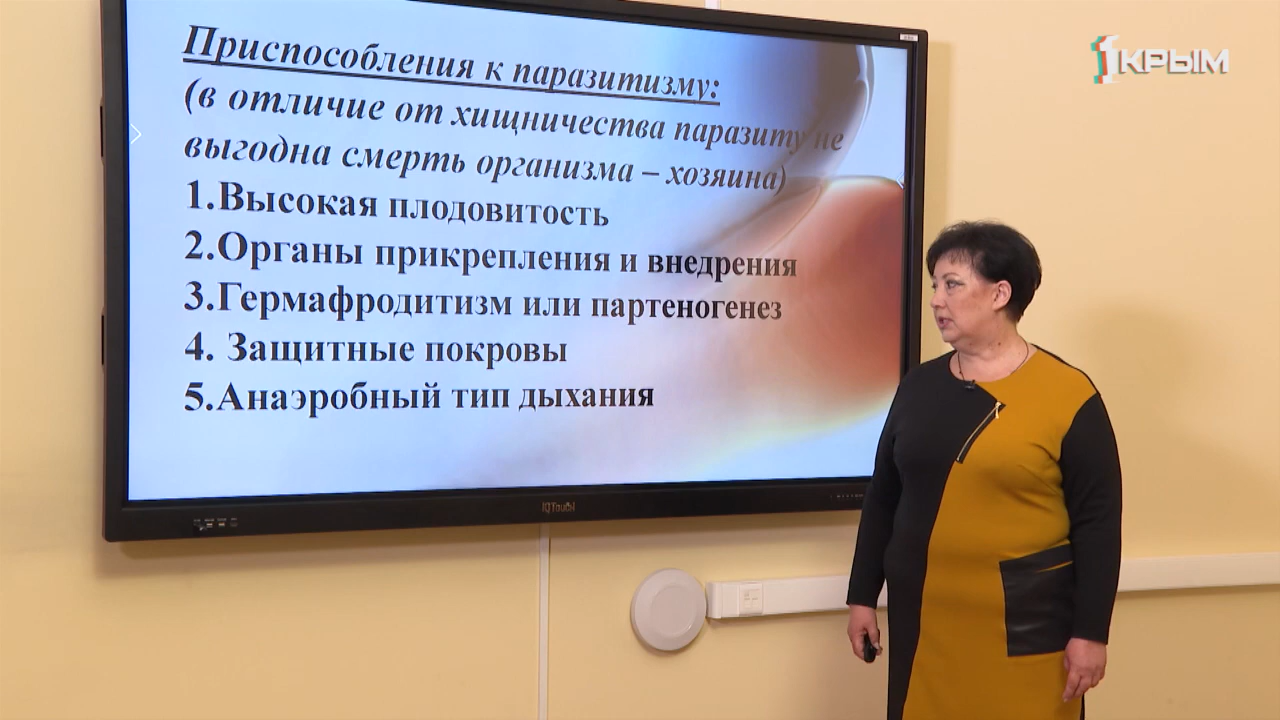 Приспособления к паразитизму:
(в отличие от хищничества паразиту не
выгодна смерть организма – хозяина)
1.Высокая плодовитость
2.Органы прикрепления и внедрения
3.Гермафродитизм или партеногенез
4. Защитные покровы
5.Анаэробный тип дыхания
1КРЫМ
IQTouch